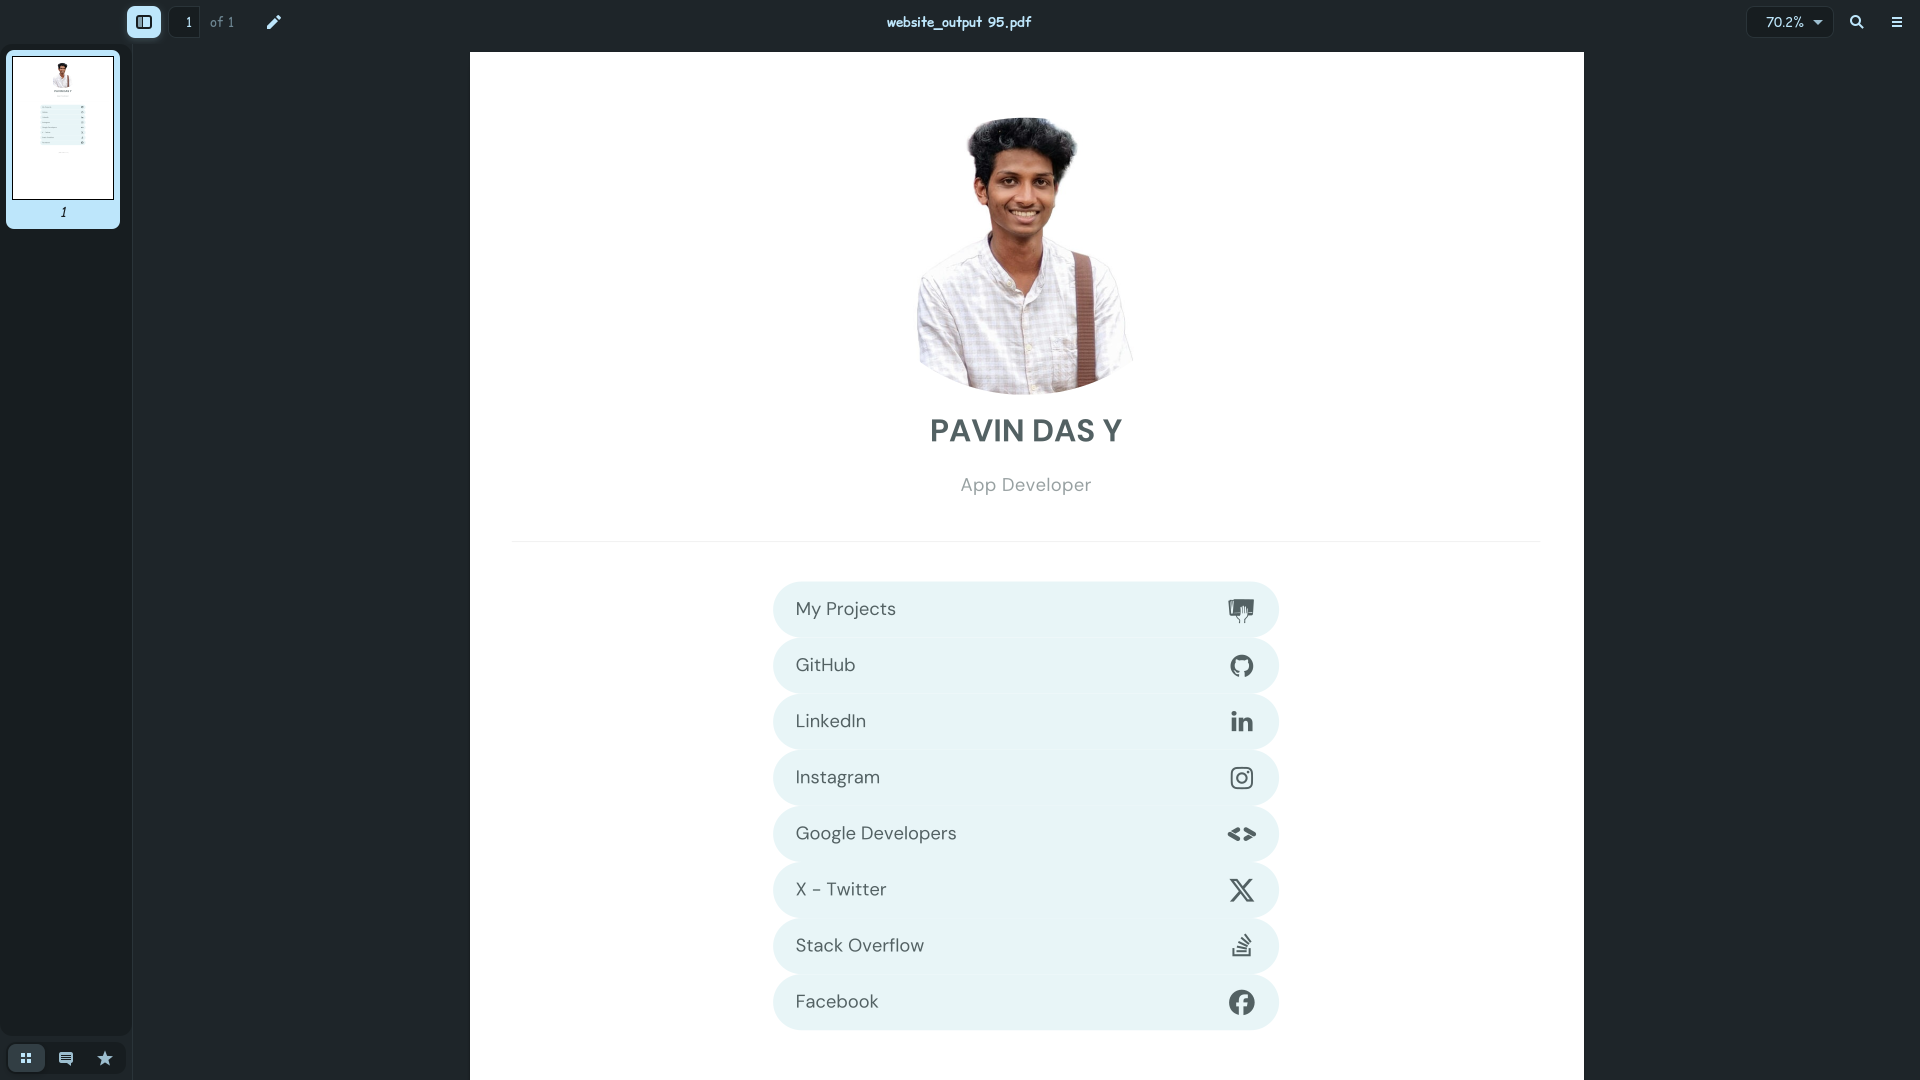 1 of 1
website_output 95.pdf
70.2%
1
PAVIN DAS Y
App Developer
My Projects
GitHub
LinkedIn
Instagram
Google Developers
X - Twitter
Stack Overflow
Facebook